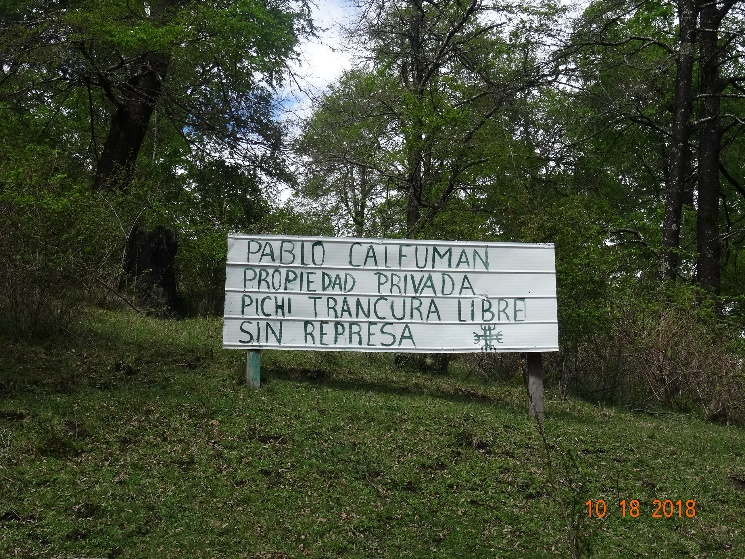 PABLO CALFUMAN
PROPIEDAD PRIVADA
PICHI TRANCURA LIBRE
SIN REPRESA
10 18 2018